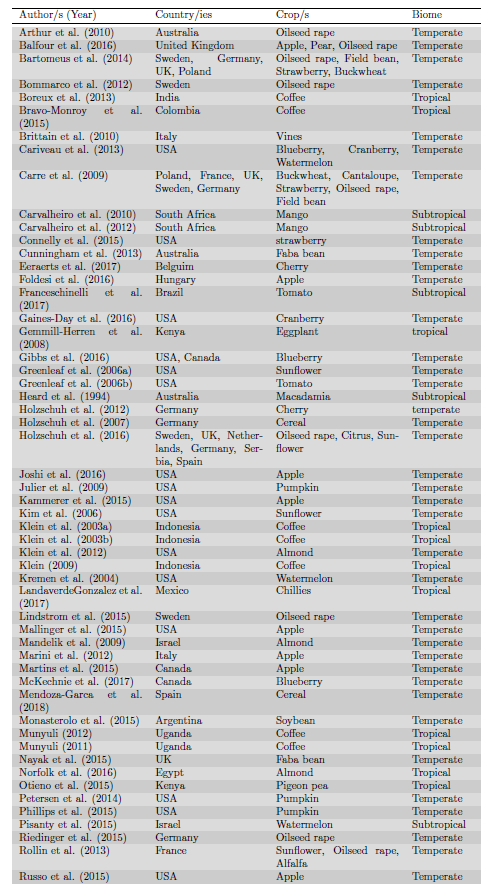 Author/s (Year) Country/ies Crop/s Biome
Arthur et al. (2010) Australia Oilseed rape Temperate
Balfour et al. (2016) United Kingdom Apple, Pear, Oilseed rape Temperate
Bartomeus et al. (2014) Sweden, Germany, Oilseed rape, Field bean, Temperate
UK, Poland Strawberry, Buckwheat
Bommarco et al. (2012) Sweden Oilseed rape Temperate
Boreux et al. (2013) India Coffee Tropical
Bravo-Monroy et al. Colombia Coffee Tropical
(2015)
Brittain et al. (2010) Italy Vines Temperate
Cariveau et al. (2013) USA Blueberry, Cranberry, Temperate
Watermelon
Carre et al. (2009) Poland, France, UK, Buckwheat, Cantaloupe, Temperate
Sweden, Germany Strawberry, Oilseed rape,
Field bean
Carvalheiro et al. (2010) South Africa Mango Subtropical
Carvalheiro et al. (2012) South Africa Mango Subtropical
Connelly et al. (2015) USA strawberry Temperate
Cunningham et al. (2013) Australia Faba bean Temperate
Eeraerts et al. (2017) Belguim Cherry Temperate
Foldesi et al. (2016) Hungary Apple Temperate
Franceschinelli et al. Brazil Tomato Subtropical
(2017)
Gaines-Day et al. (2016) USA Cranberry Temperate
Gemmill-Herren et al. Kenya Eggplant tropical
(2008)
Gibbs et al. (2016) USA, Canada Blueberry Temperate
Greenleaf et al. (2006a) USA Sunflower Temperate
Greenleaf et al. (2006b) USA Tomato Temperate
Heard et al. (1994) Australia Macadamia Subtropical
Holzschuh et al. (2012) Germany Cherry temperate
Holzschuh et al. (2007) Germany Cereal Temperate
Holzschuh et al. (2016) Sweden, UK, Nether- Oilseed rape, Citrus, Sun- Temperate
lands, Germany, Ser- flower
bia, Spain
Joshi et al. (2016) USA Apple Temperate
Julier et al. (2009) USA Pumpkin Temperate
Kammerer et al. (2015) USA Apple Temperate
Kim et al. (2006) USA Sunflower Temperate
Klein et al. (2003a) Indonesia Coffee Tropical
Klein et al. (2003b) Indonesia Coffee Tropical
Klein et al. (2012) USA Almond Temperate
Klein (2009) Indonesia Coffee Tropical
Kremen et al. (2004) USA Watermelon Temperate
LandaverdeGonzalez et al. Mexico Chillies Tropical
(2017)
Lindstrom et al. (2015) Sweden Oilseed rape Temperate
Mallinger et al. (2015) USA Apple Temperate
Mandelik et al. (2009) Israel Almond Temperate
Marini et al. (2012) Italy Apple Temperate
Martins et al. (2015) Canada Apple Temperate
McKechnie et al. (2017) Canada Blueberry Temperate
Mendoza-Garca et al. Spain Cereal Temperate
(2018)
Monasterolo et al. (2015) Argentina Soybean Temperate
Munyuli (2012) Uganda Coffee Tropical
Munyuli (2011) Uganda Coffee Tropical
Nayak et al. (2015) UK Faba bean Temperate
Norfolk et al. (2016) Egypt Almond Tropical
Otieno et al. (2015) Kenya Pigeon pea Tropical
Petersen et al. (2014) USA Pumpkin Temperate
Phillips et al. (2015) USA Pumpkin Temperate
Pisanty et al. (2015) Israel Watermelon Subtropical
Riedinger et al. (2015) Germany Oilseed rape Temperate
Rollin et al. (2013) France Sunflower, Oilseed rape, Temperate
Alfalfa
Russo et al. (2015) USA Apple Temperate